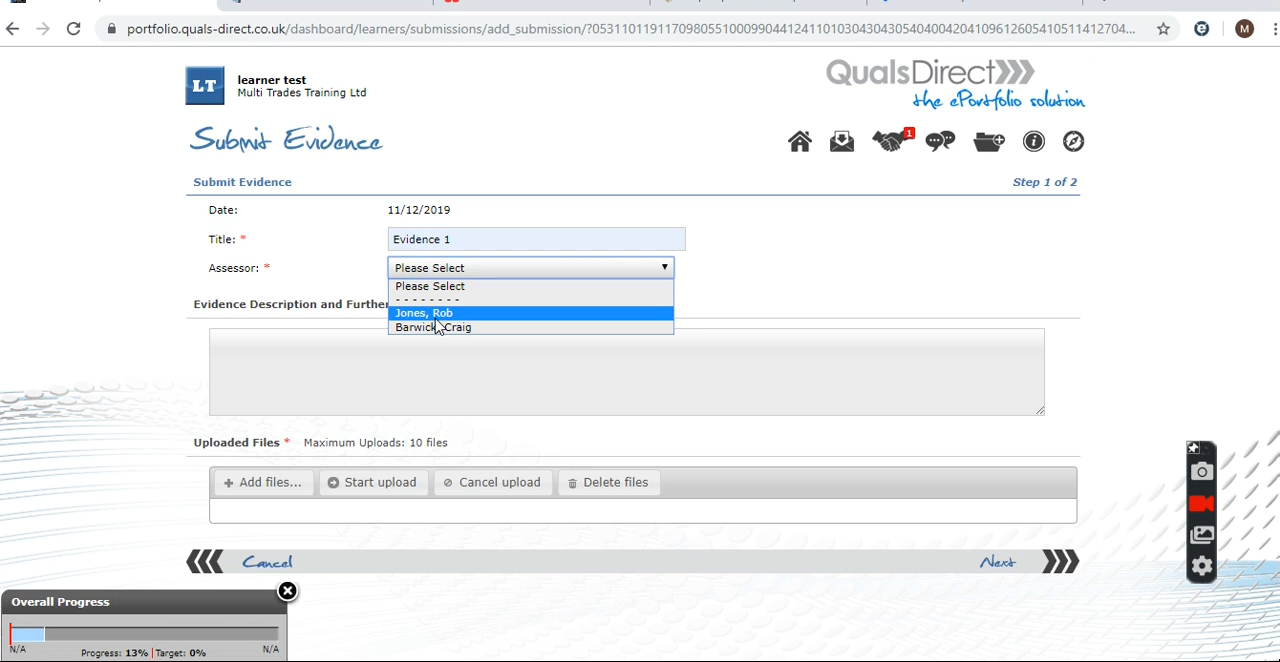 portfolio.quals-direct.co.uk/dashboard/learners/submissions/add_submission/?05311011911709805510009904412411010304304305404004204109612605410511412704...
M
LT
learner test
Multi Trades Training Ltd
QualsDirect
the ePortfolio solution
Submit Evidence
1
Submit Evidence
Step 1 of 2
Date:
11/12/2019
Title: *
Evidence 1
Assessor: *
Please Select
Please Select
- - - - - - - -
Jones, Rob
Barwick, Craig
Evidence Description and Further
Uploaded Files * Maximum Uploads: 10 files
Add files...
Start upload
Cancel upload
Delete files
Cancel
Next
Overall Progress
N/A
Progress: 13% | Target: 0%
N/A